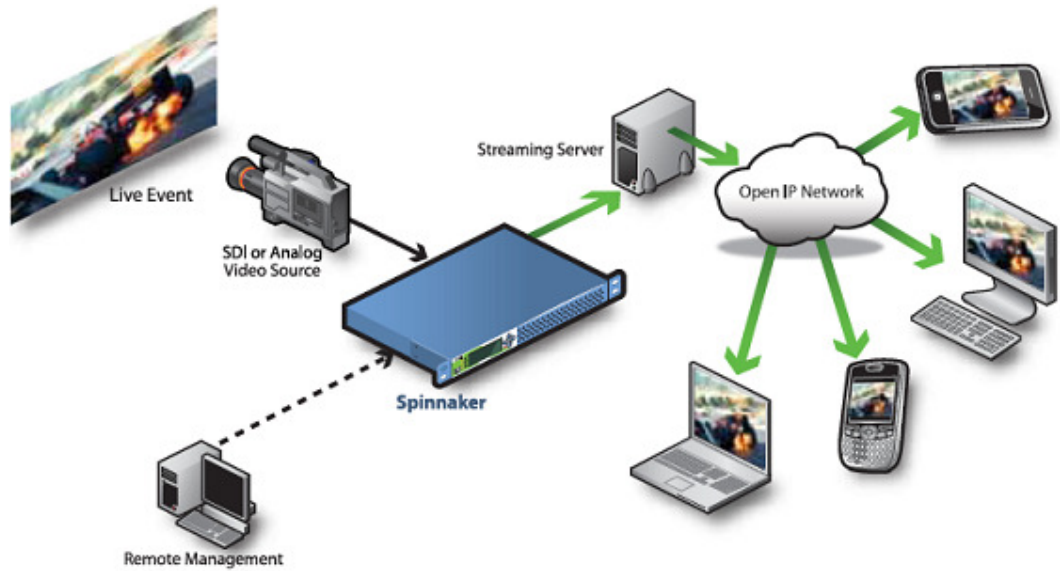 Live Event
SDI or Analog
Video Source
Streaming Server
Open IP Network
Spinnaker
Remote Management